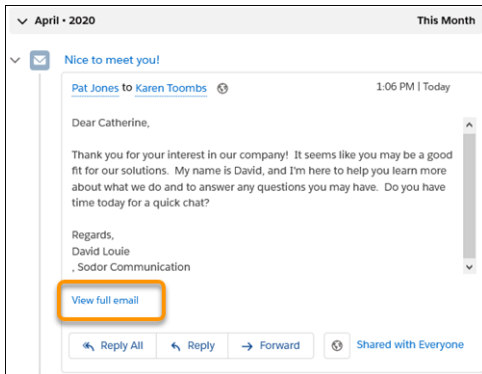 April • 2020 This Month
Nice to meet you!
Pat Jones to Karen Toombs 1:06 PM | Today
Dear Catherine,
Thank you for your interest in our company! It seems like you may be a good
fit for our solutions. My name is David, and I'm here to help you learn more
about what we do and to answer any questions you may have. Do you have
time today for a quick chat?
Regards,
David Louie
, Sodor Communication
View full email
Reply All Reply Forward Shared with Everyone